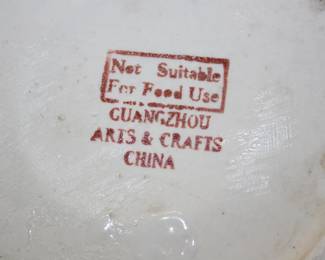 Not Suitable
For Food Use
GUANGZHOU
ARTS & CRAFTS
CHINA